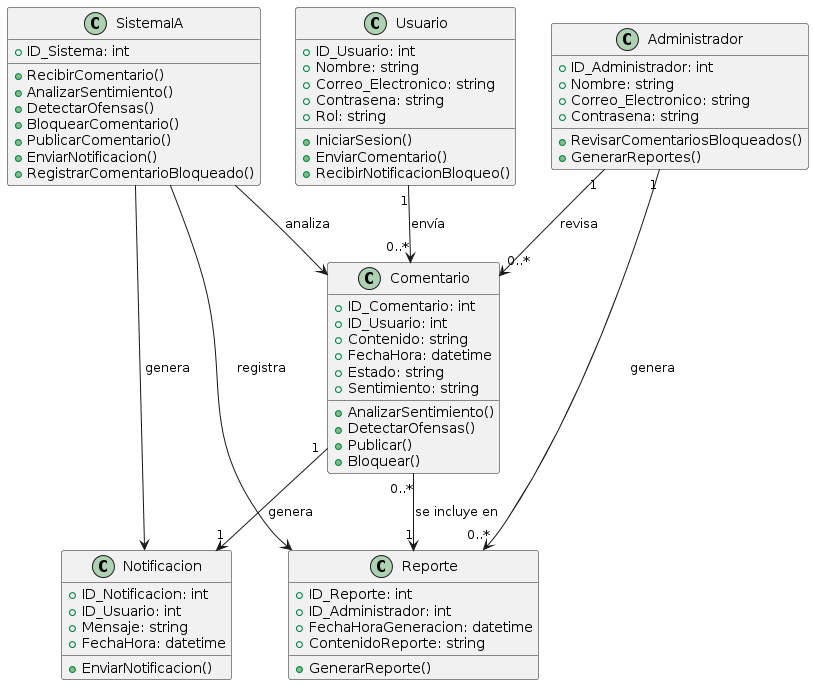 C SistemaIA
ID_Sistema: int
RecibirComentario()
AnalizarSentimiento()
DetectarOfensas()
BloquearComentario()
PublicarComentario()
EnviarNotificacion()
RegistrarComentarioBloqueado()
C Usuario
ID_Usuario: int
Nombre: string
Correo_Electronico: string
Contrasena: string
Rol: string
IniciarSesion()
EnviarComentario()
RecibirNotificacionBloqueo()
C Administrador
ID_Administrador: int
Nombre: string
Correo_Electronico: string
Contrasena: string
RevisarComentariosBloqueados()
GenerarReportes()
analiza
1
envía
0..*
1
revisa
0..*
1
genera
registra
genera
C Comentario
ID_Comentario: int
ID_Usuario: int
Contenido: string
FechaHora: datetime
Estado: string
Sentimiento: string
AnalizarSentimiento()
DetectarOfensas()
Publicar()
Bloquear()
1
genera
1
0..*
se incluye en
1
0..*
C Notificacion
ID_Notificacion: int
ID_Usuario: int
Mensaje: string
FechaHora: datetime
EnviarNotificacion()
C Reporte
ID_Reporte: int
ID_Administrador: int
FechaHoraGeneracion: datetime
ContenidoReporte: string
GenerarReporte()